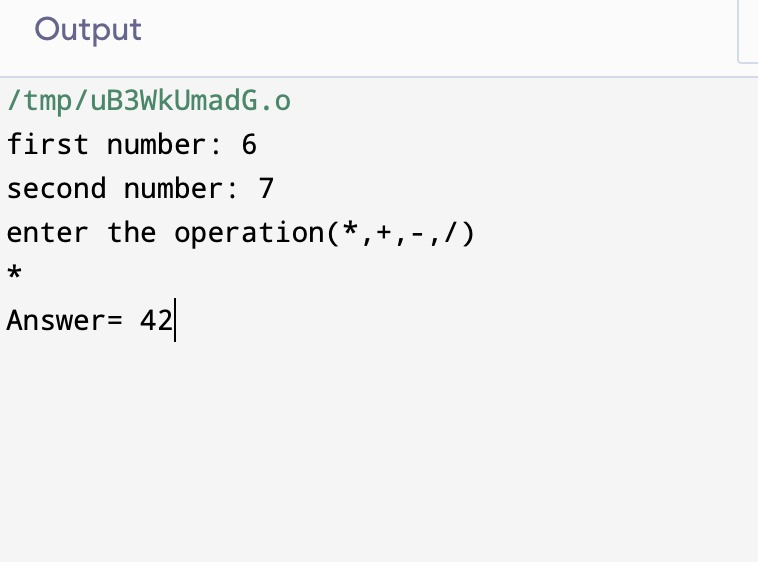 Output
/tmp/uB3WkUmadG.o
first number: 6
second number: 7
enter the operation(*,+,-,/)
*
Answer= 42